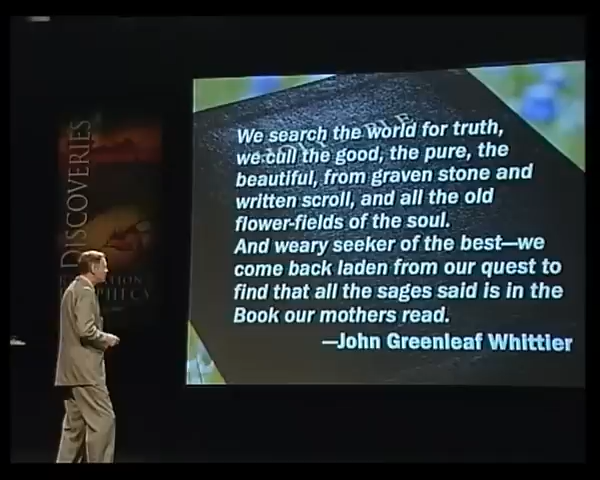 DISCOVERIES
HOLY BIBLE
We search the world for truth,
we cull the good, the pure, the
beautiful, from graven stone and
written scroll, and all the old
flower-fields of the soul.
And weary seeker of the best—we
come back laden from our quest to
find that all the sages said is in the
Book our mothers read.
—John Greenleaf Whittier